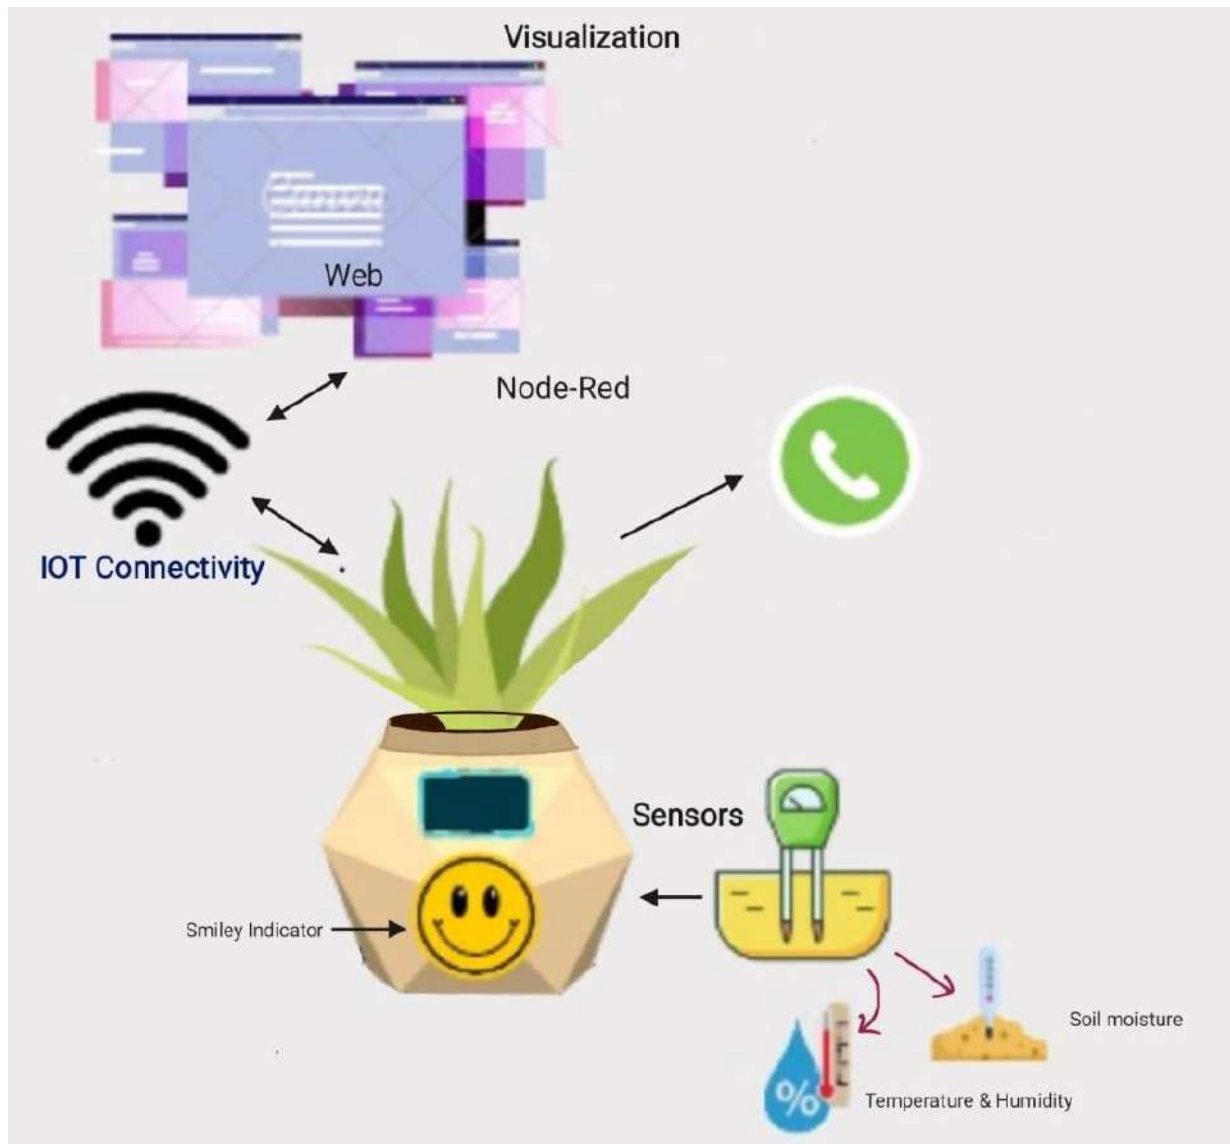 Visualization
Web
Node-Red
IOT Connectivity
Sensors
Smiley Indicator
Soil moisture
%
Temperature & Humidity